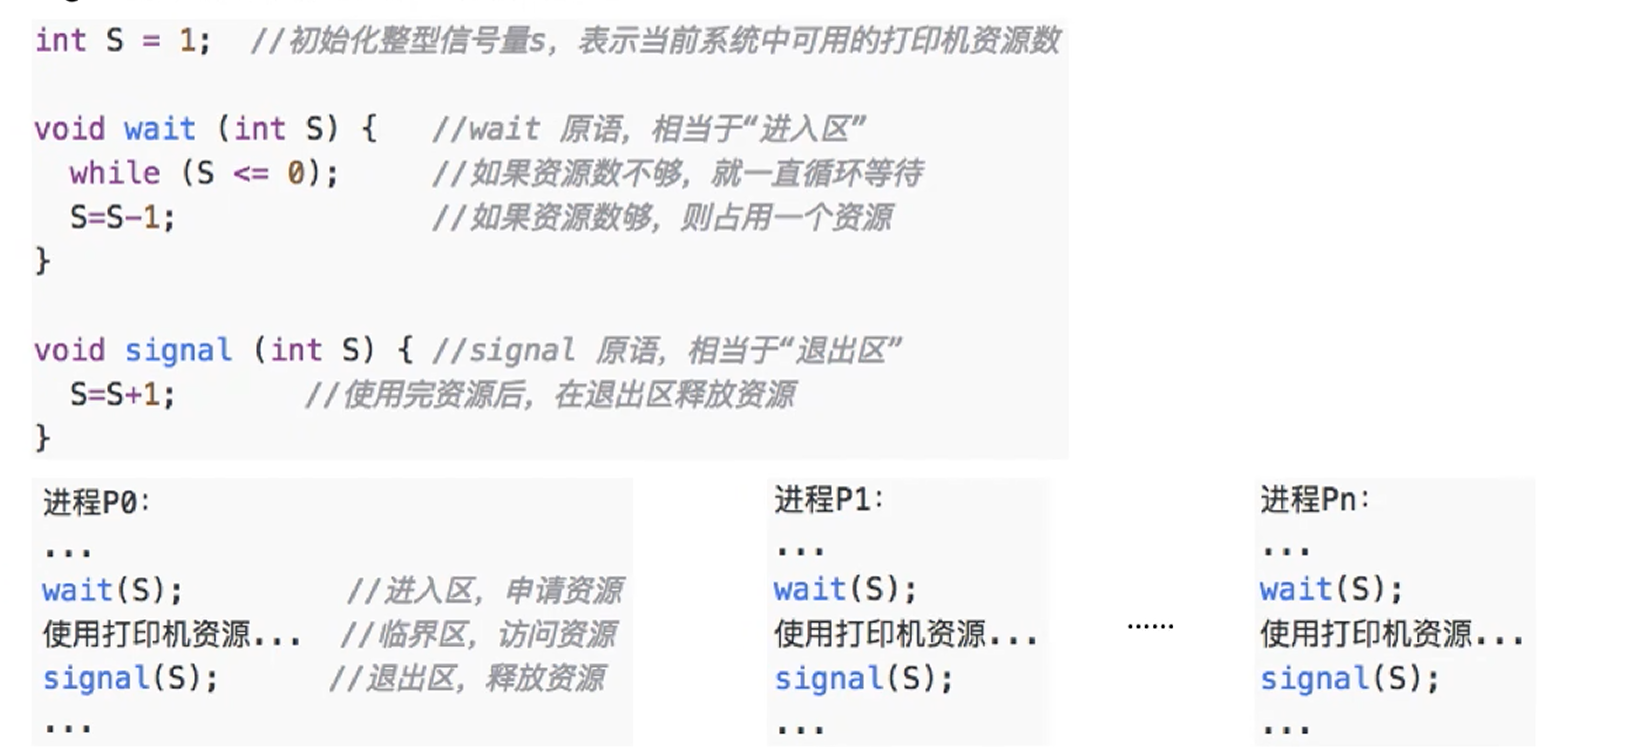 int S = 1;  //初始化整型信号量s，表示当前系统中可用的打印机资源数
void wait (int S) {   //wait 原语，相当于“进入区”
while (S <= 0);     //如果资源数不够，就一直循环等待
S=S-1;              //如果资源数够，则占用一个资源
}
void signal (int S) { //signal 原语，相当于“退出区”
S=S+1;       //使用完资源后，在退出区释放资源
}
进程P0：
...
wait(S);         //进入区，申请资源
使用打印机资源...  //临界区，访问资源
signal(S);      //退出区，释放资源
...
进程P1：
...
wait(S);
使用打印机资源...
signal(S);
...
......
进程Pn：
...
wait(S);
使用打印机资源...
signal(S);
...